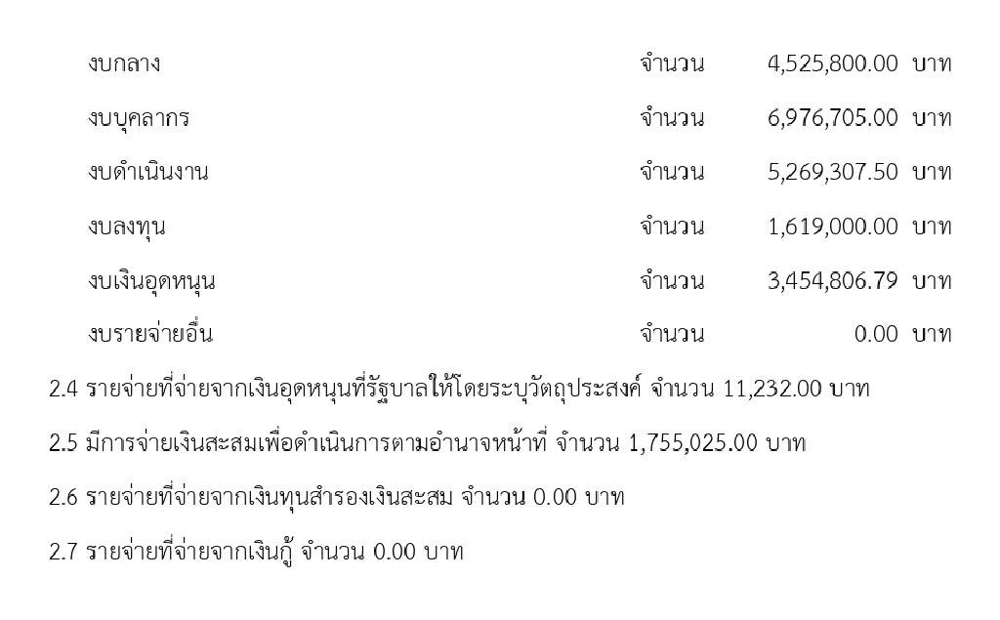 งบกลาง จำนวน 4,525,800.00 บาท
งบบุคลากร จำนวน 6,976,705.00 บาท
งบดำเนินงาน จำนวน 5,269,307.50 บาท
งบลงทุน จำนวน 1,619,000.00 บาท
งบเงินอุดหนุน จำนวน 3,454,806.79 บาท
งบรายจ่ายอื่น จำนวน 0.00 บาท
2.4 รายจ่ายที่จ่ายจากเงินอุดหนุนที่รัฐบาลให้โดยระบุวัตถุประสงค์ จำนวน 11,232.00 บาท
2.5 มีการจ่ายเงินสะสมเพื่อดำเนินการตามอำนาจหน้าที่ จำนวน 1,755,025.00 บาท
2.6 รายจ่ายที่จ่ายจากเงินทุนสำรองเงินสะสม จำนวน 0.00 บาท
2.7 รายจ่ายที่จ่ายจากเงินกู้ จำนวน 0.00 บาท